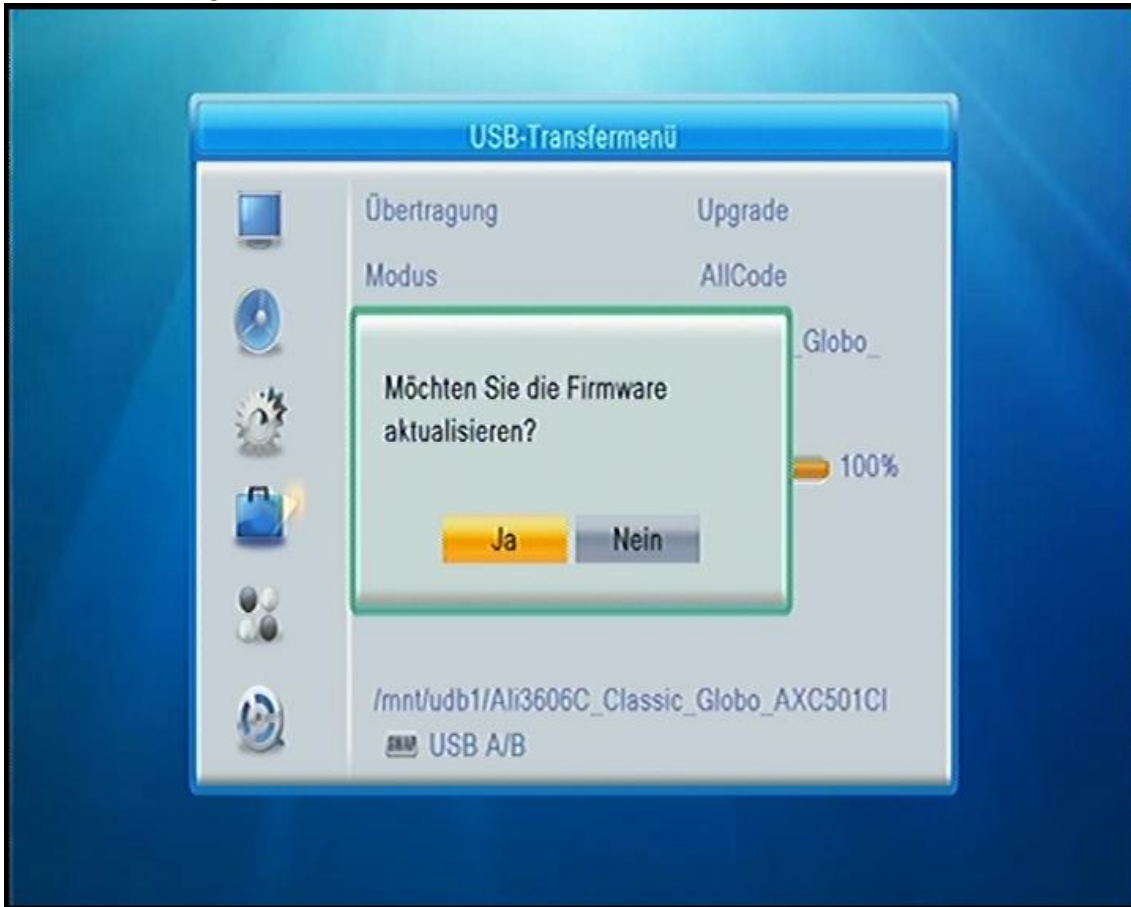 USB-Transfermenü
Übertragung Upgrade
Modus AllCode
_Globo_
Möchten Sie die Firmware
aktualisieren?
100%
Ja Nein
/mnt/udb1/Ali3606C_Classic_Globo_AXC501CI
SWAP USB A/B